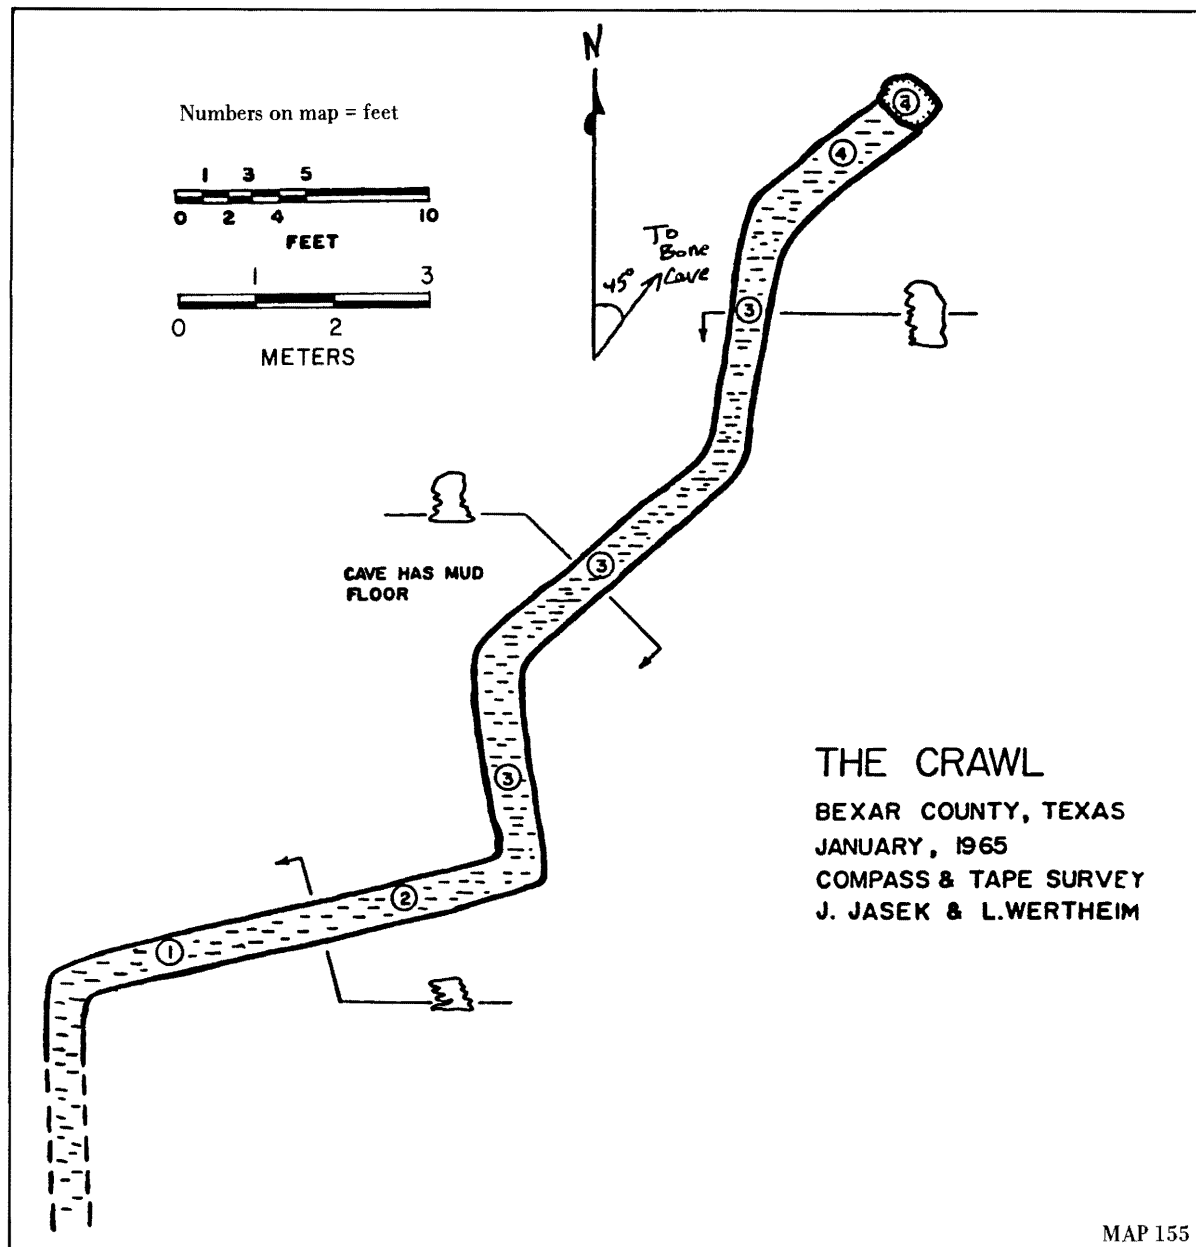 N
Numbers on map = feet
1 3 5
0 2 4 10
FEET
1 3
0 2
METERS
To
Bone
Cave
45°
4
4
3
3
CAVE HAS MUD
FLOOR
3
2
1
THE CRAWL
BEXAR COUNTY, TEXAS
JANUARY, 1965
COMPASS & TAPE SURVEY
J. JASEK & L.WERTHEIM
MAP 155